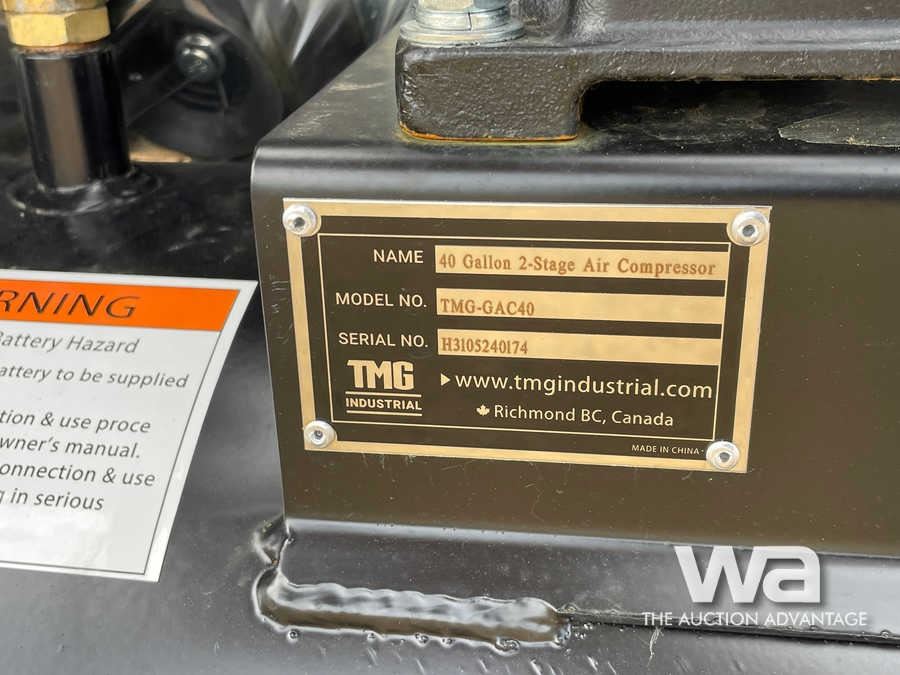 NAME 40 Gallon 2-Stage Air Compressor
MODEL NO. TMG-GAC40
SERIAL NO. H3105240174
TMG
INDUSTRIAL
www.tmgindustrial.com
Richmond BC, Canada
MADE IN CHINA
RNING
Battery Hazard
attery to be supplied
tion & use proce
wner's manual.
onnection & use
g in serious
wa
THE AUCTION ADVANTAGE